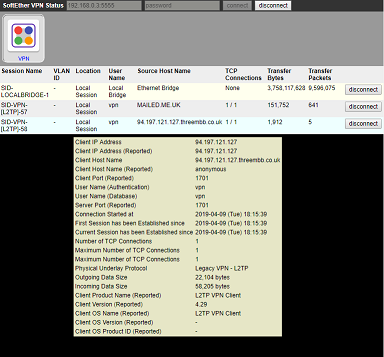 SoftEther VPN Status 192.168.0.3:5555 password connect disconnect
VPN
Session Name VLAN ID Location User Name Source Host Name TCP Connections Transfer Bytes Transfer Packets
SID-LOCALBRIDGE-1 - Local Session Local Bridge Ethernet Bridge None 3,758,117,628 9,596,075 disconnect
SID-VPN-[L2TP]-57 - Local Session vpn MAILED.ME.UK 1 / 1 151,752 641 disconnect
SID-VPN-[L2TP]-58 - Local Session vpn 94.197.121.127.threembb.co.uk 1 / 1 1,912 5 disconnect
Client IP Address 94.197.121.127
Client IP Address (Reported) 94.197.121.127
Client Host Name 94.197.121.127.threembb.co.uk
Client Host Name (Reported) anonymous
Client Port (Reported) 1701
User Name (Authentication) vpn
User Name (Database) vpn
Server Port (Reported) 1701
Connection Started at 2019-04-09 (Tue) 18:15:39
First Session has been Established since 2019-04-09 (Tue) 18:15:39
Current Session has been Established since 2019-04-09 (Tue) 18:15:39
Number of TCP Connections 1
Maximum Number of TCP Connections 1
Maximum Number of TCP Connections 1
Physical Underlay Protocol Legacy VPN - L2TP
Outgoing Data Size 22,104 bytes
Incoming Data Size 58,205 bytes
Client Product Name (Reported) L2TP VPN Client
Client Version (Reported) 4.29
Client OS Name (Reported) L2TP VPN Client
Client OS Version (Reported) -
Client OS Product ID (Reported) -